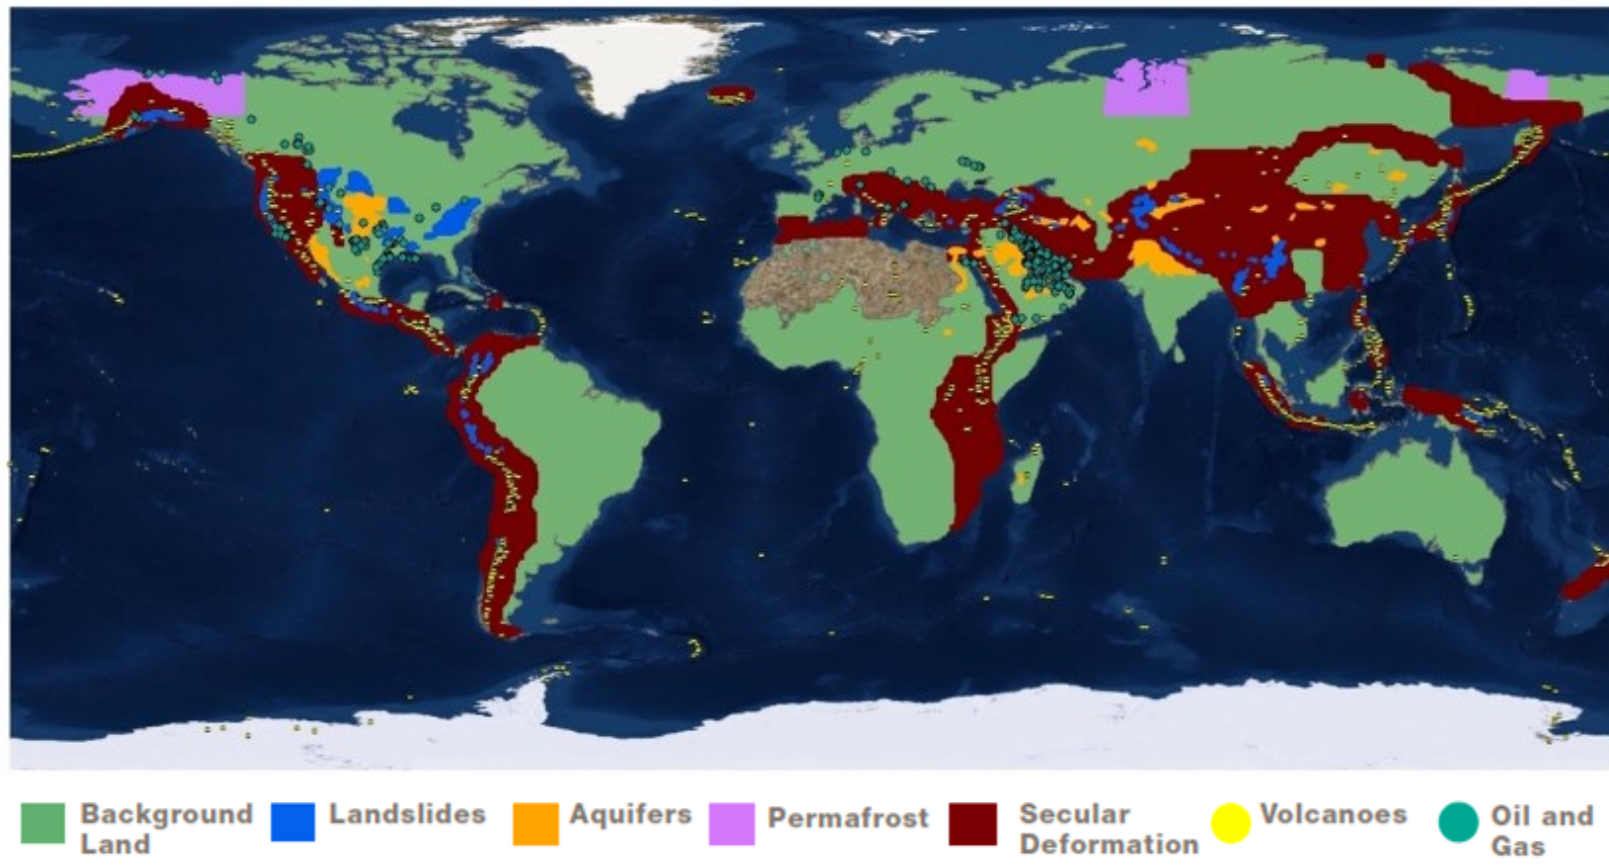 Background Land
Landslides
Aquifers
Permafrost
Secular Deformation
Volcanoes
Oil and Gas